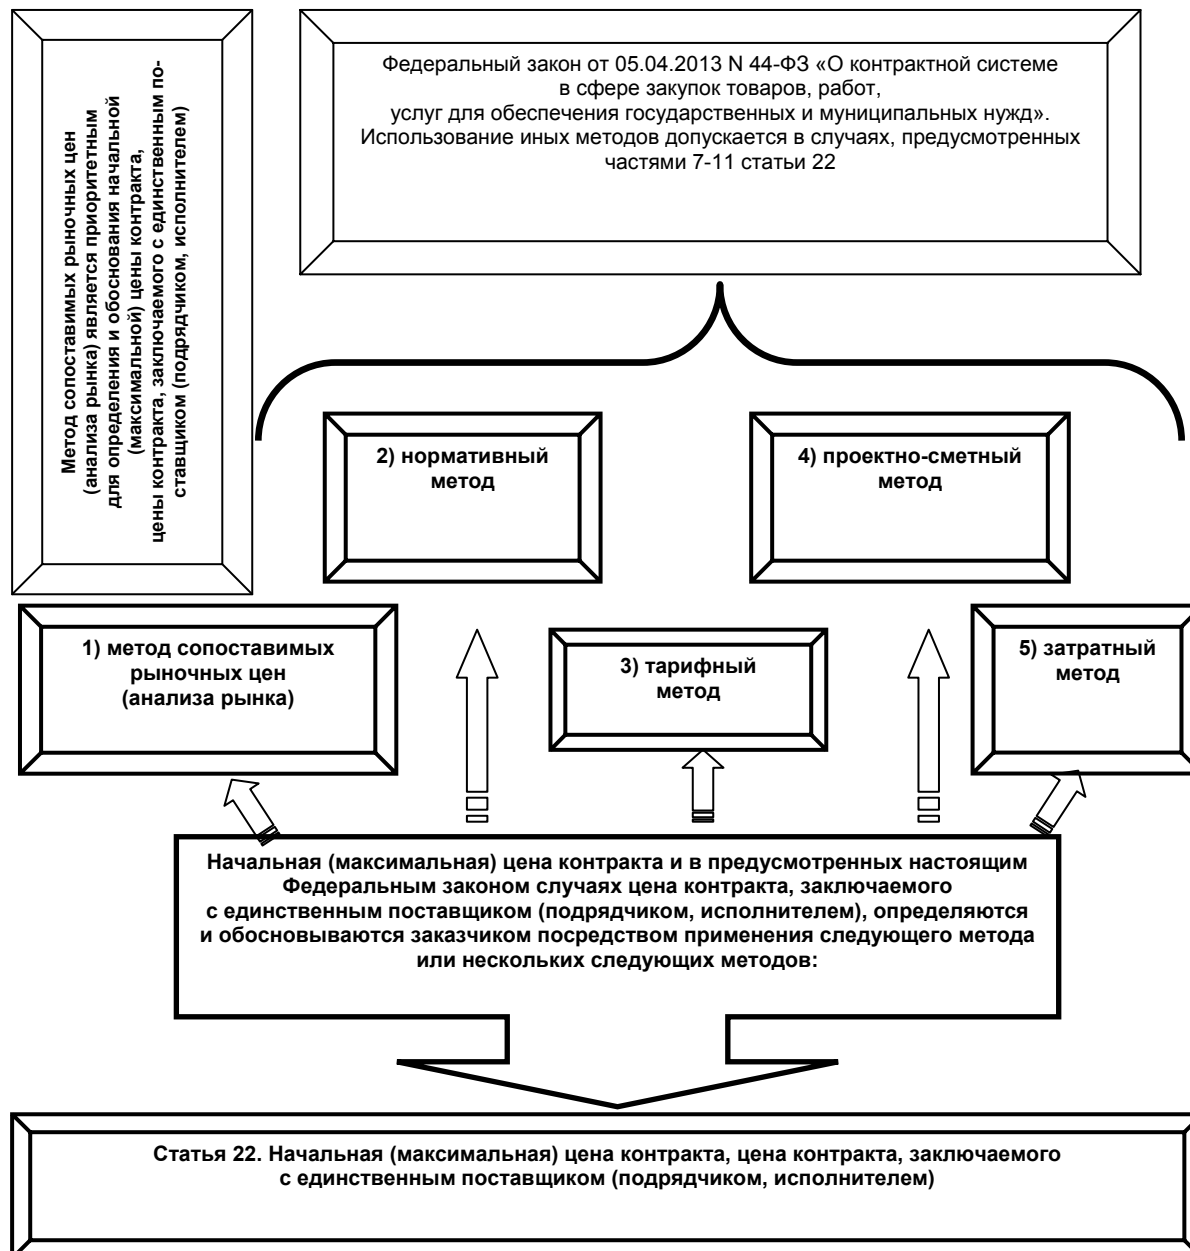 Метод сопоставимых рыночных цен
(анализа рынка) является приоритетным
для определения и обоснования начальной
(максимальной) цены контракта,
цены контракта, заключаемого с единственным по-
ставщиком (подрядчиком, исполнителем)
Федеральный закон от 05.04.2013 N 44-ФЗ «О контрактной системе
в сфере закупок товаров, работ,
услуг для обеспечения государственных и муниципальных нужд».
Использование иных методов допускается в случаях, предусмотренных
частями 7-11 статьи 22
2) нормативный
метод
4) проектно-сметный
метод
1) метод сопоставимых
рыночных цен
(анализа рынка)
3) тарифный
метод
5) затратный
метод
Начальная (максимальная) цена контракта и в предусмотренных настоящим
Федеральным законом случаях цена контракта, заключаемого
с единственным поставщиком (подрядчиком, исполнителем), определяются
и обосновываются заказчиком посредством применения следующего метода
или нескольких следующих методов:
Статья 22. Начальная (максимальная) цена контракта, цена контракта, заключаемого
с единственным поставщиком (подрядчиком, исполнителем)